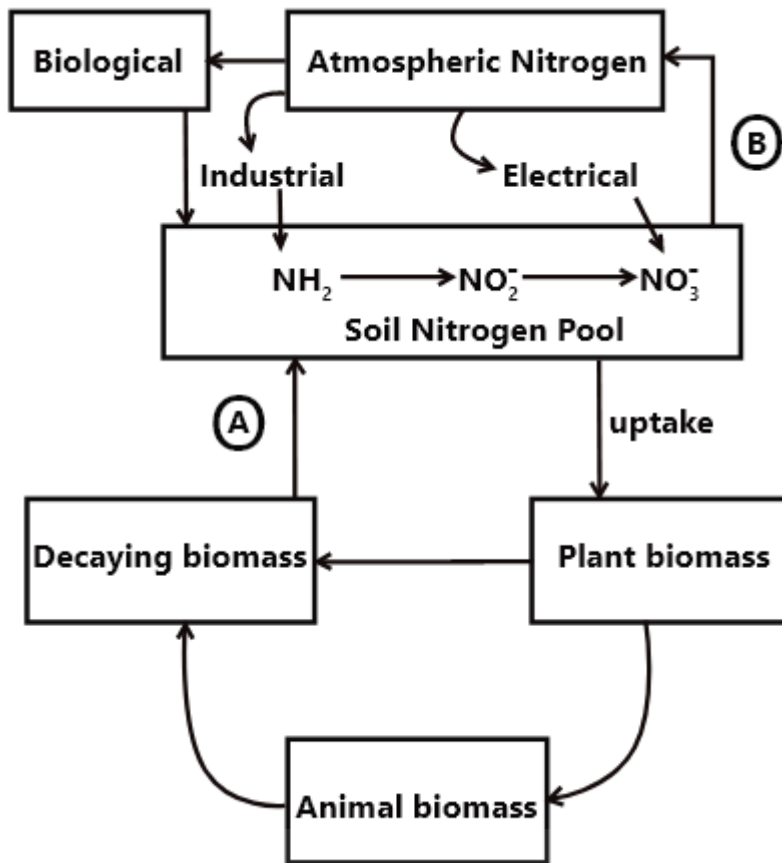 Biological
Atmospheric Nitrogen
B
Industrial
Electrical
NH₂
NO₂⁻
NO₃⁻
Soil Nitrogen Pool
A
uptake
Decaying biomass
Plant biomass
Animal biomass